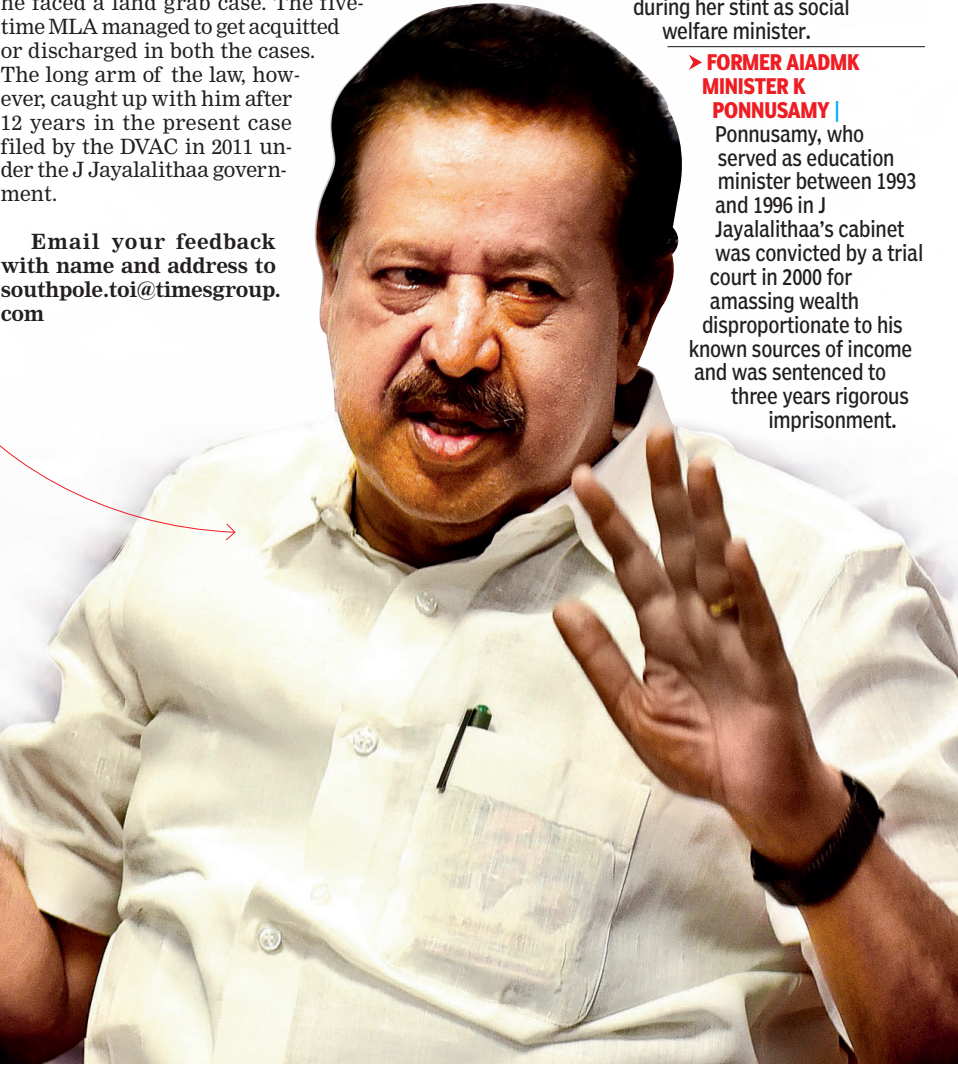 he faced a land grab case. The five-
time MLA managed to get acquitted
or discharged in both the cases.
The long arm of the law, how-
ever, caught up with him after
12 years in the present case
filed by the DVAC in 2011 un-
der the J Jayalalithaa govern-
ment.
Email your feedback
with name and address to
southpole.toi@timesgroup.
com
during her stint as social
welfare minister.
➤ FORMER AIADMK
MINISTER K
PONNUSAMY |
Ponnusamy, who
served as education
minister between 1993
and 1996 in J
Jayalalithaa’s cabinet
was convicted by a trial
court in 2000 for
amassing wealth
disproportionate to his
known sources of income
and was sentenced to
three years rigorous
imprisonment.